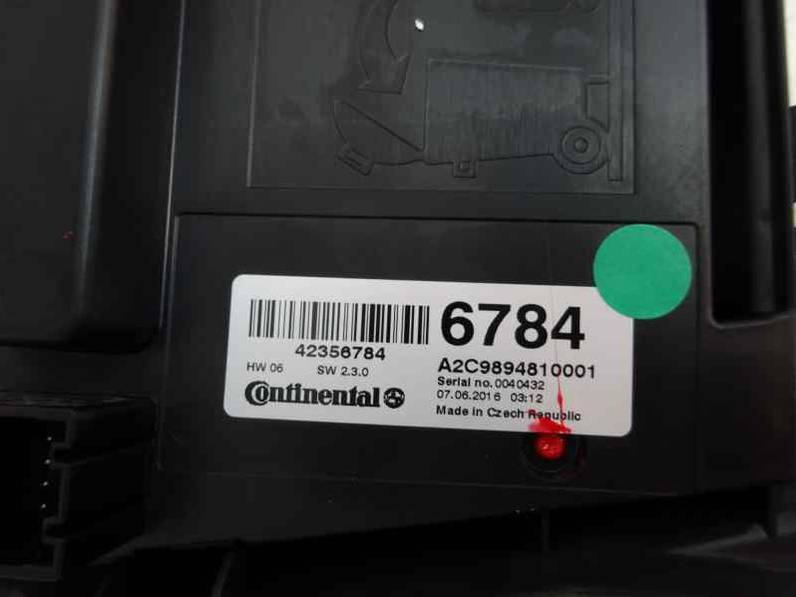 6784
42356784
HW 06 SW 2.3.0
A2C9894810001
Serial no. 0040432
07.06.2016 03:12
Continental
Made in Czech Republic